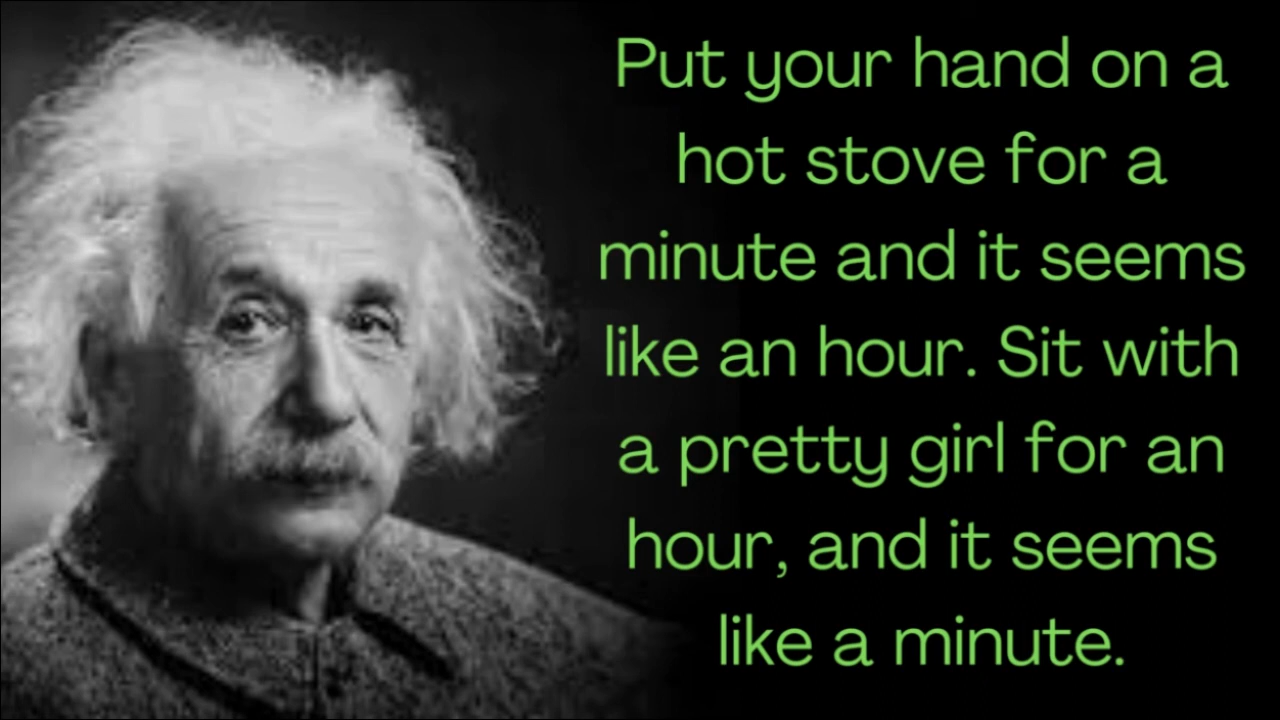 Put your hand on a
hot stove for a
minute and it seems
like an hour. Sit with
a pretty girl for an
hour, and it seems
like a minute.